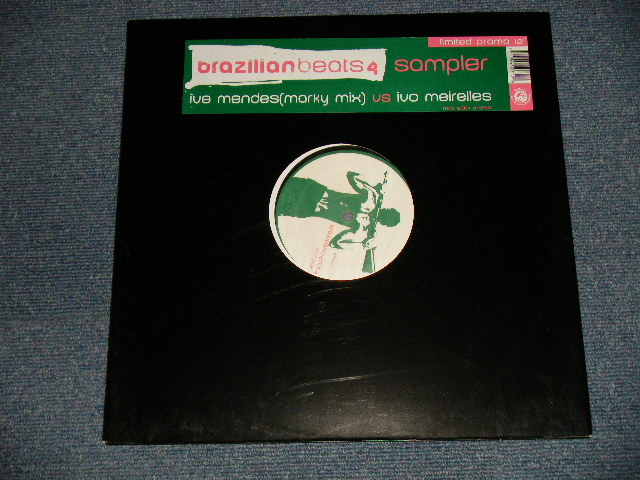 limited promo 12
brazilianbeats4 sampler
ive mendes(marky mix) vs ivo meirelles